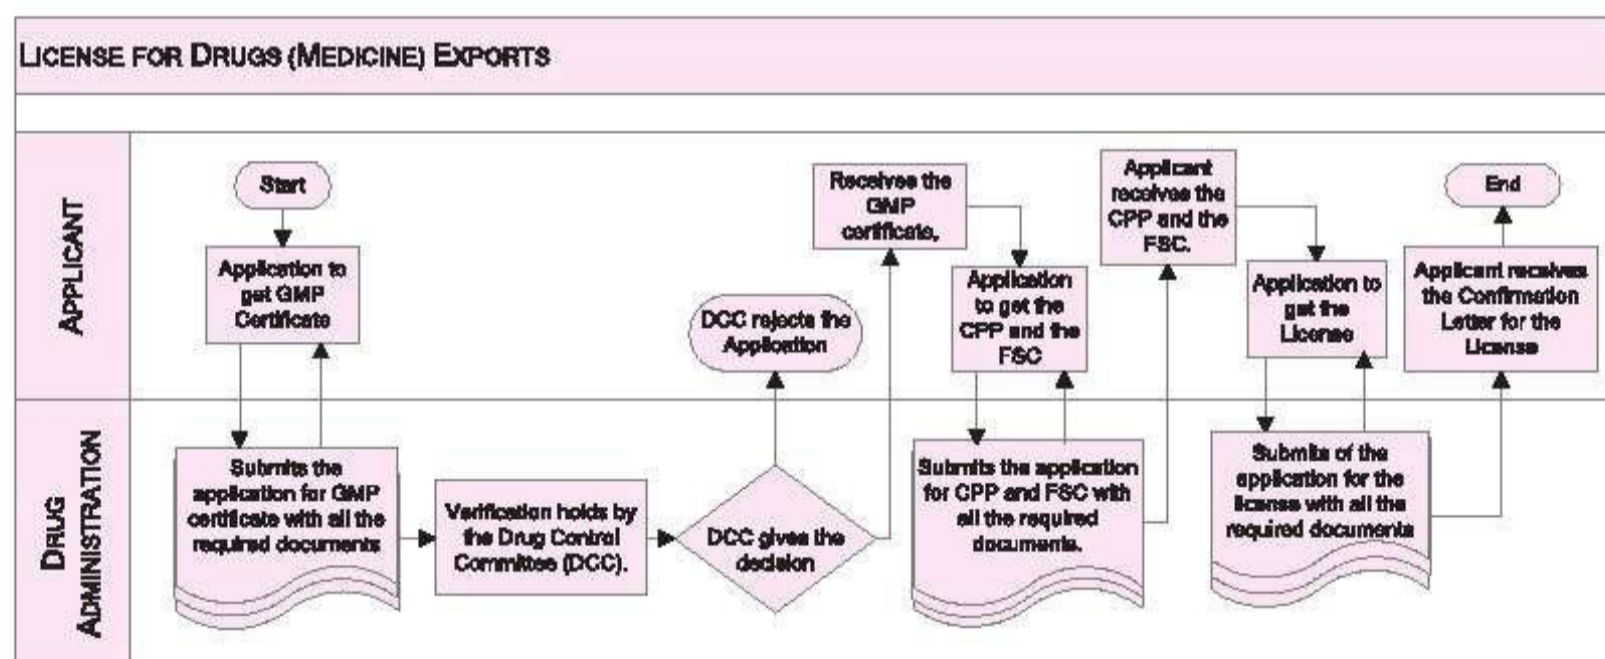 LICENSE FOR DRUGS (MEDICINE) EXPORTS
APPLICANT
Start
Application to
get GMP
Certificate
DCC rejects the
Application
Receives the
GMP
certificate,
Application
to get the
CPP and the
FSC
Applicant
receives the
CPP and the
FSC.
Application to
get the
License
End
Applicant receives
the Confirmation
Letter for the
License
DRUG
ADMINISTRATION
Submits the
application for GMP
certificate with all the
required documents
Verification holds by
the Drug Control
Committee (DCC).
DCC gives the
decision
Submits the application
for CPP and FSC with
all the required
documents.
Submits of the
application for the
license with all the
required documents